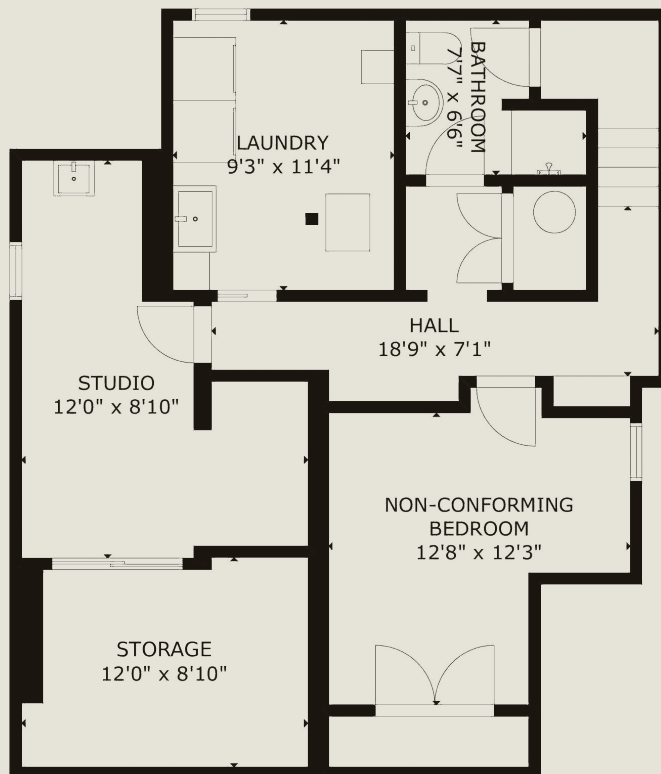 BATHROOM
7'7" x 6'6"
LAUNDRY
9'3" x 11'4"
HALL
18'9" x 7'1"
STUDIO
12'0" x 8'10"
NON-CONFORMING
BEDROOM
12'8" x 12'3"
STORAGE
12'0" x 8'10"